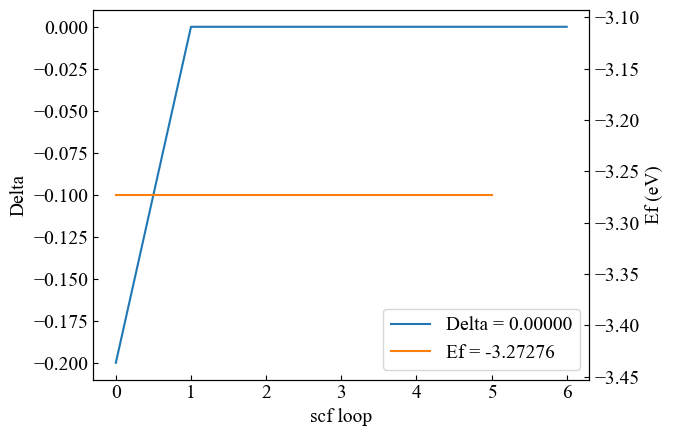 0.000
−0.025
−0.050
−0.075
−0.100
−0.125
−0.150
−0.175
−0.200
Delta
0 1 2 3 4 5 6
scf loop
−3.10
−3.15
−3.20
−3.25
−3.30
−3.35
−3.40
−3.45
Ef (eV)
Delta = 0.00000
Ef = -3.27276